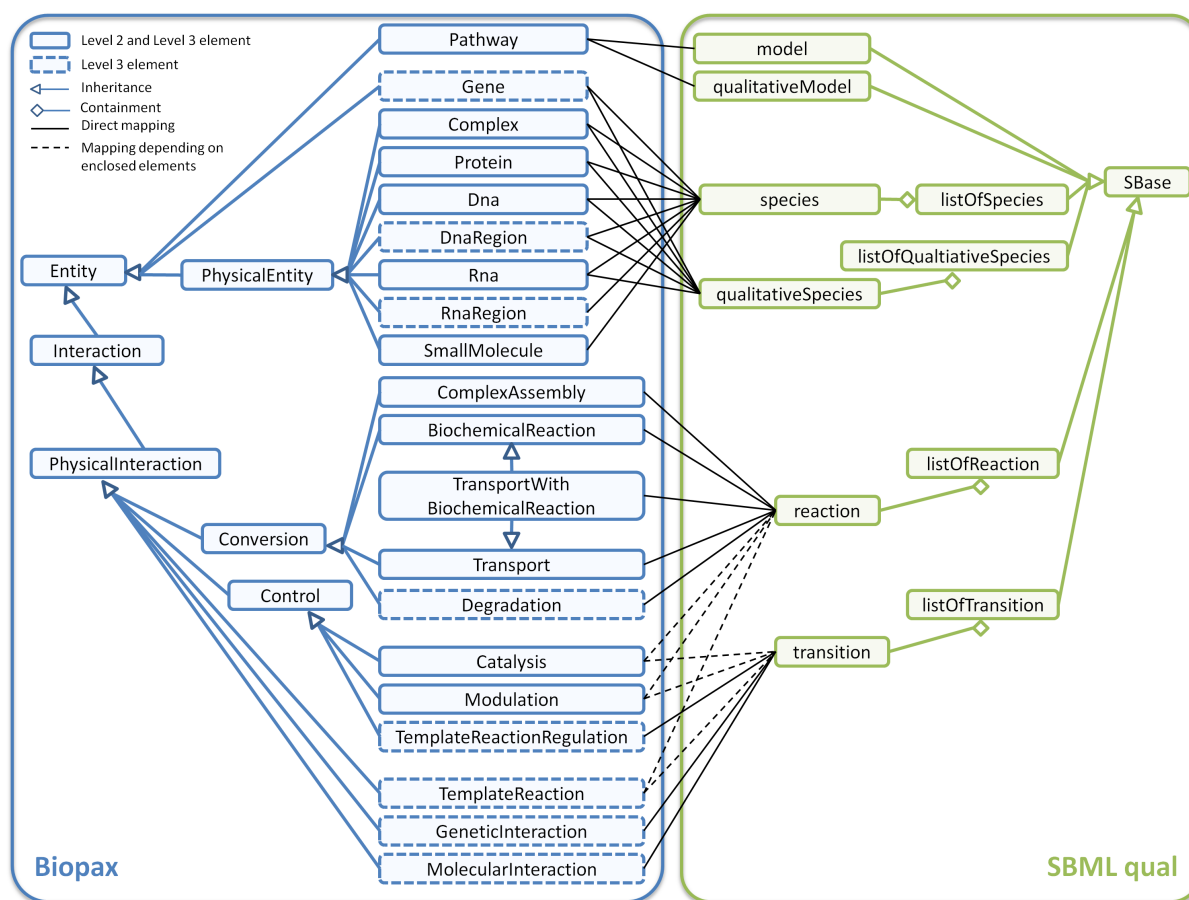 Level 2 and Level 3 element
Level 3 element
Inheritance
Containment
Direct mapping
Mapping depending on
enclosed elements
Pathway
Gene
Complex
Protein
Dna
DnaRegion
Rna
RnaRegion
SmallMolecule
Entity
PhysicalEntity
Interaction
PhysicalInteraction
Conversion
Control
ComplexAssembly
BiochemicalReaction
TransportWith
BiochemicalReaction
Transport
Degradation
Catalysis
Modulation
TemplateReactionRegulation
TemplateReaction
GeneticInteraction
MolecularInteraction
Biopax
model
qualitativeModel
species
listOfSpecies
SBase
listOfQualtiativeSpecies
qualitativeSpecies
listOfReaction
reaction
listOfTransition
transition
SBML qual